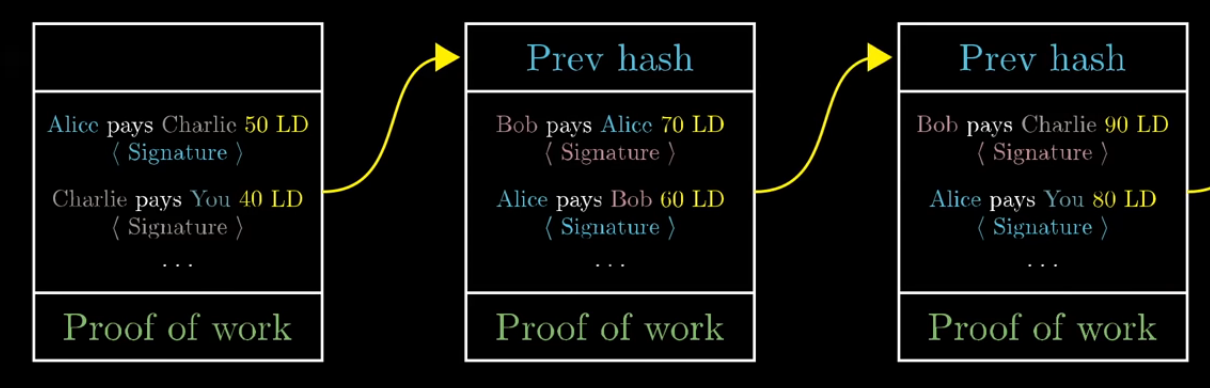 Alice pays Charlie 50 LD
⟨ Signature ⟩
Charlie pays You 40 LD
⟨ Signature ⟩
...
Proof of work
Prev hash
Bob pays Alice 70 LD
⟨ Signature ⟩
Alice pays Bob 60 LD
⟨ Signature ⟩
...
Proof of work
Prev hash
Bob pays Charlie 90 LD
⟨ Signature ⟩
Alice pays You 80 LD
⟨ Signature ⟩
...
Proof of work